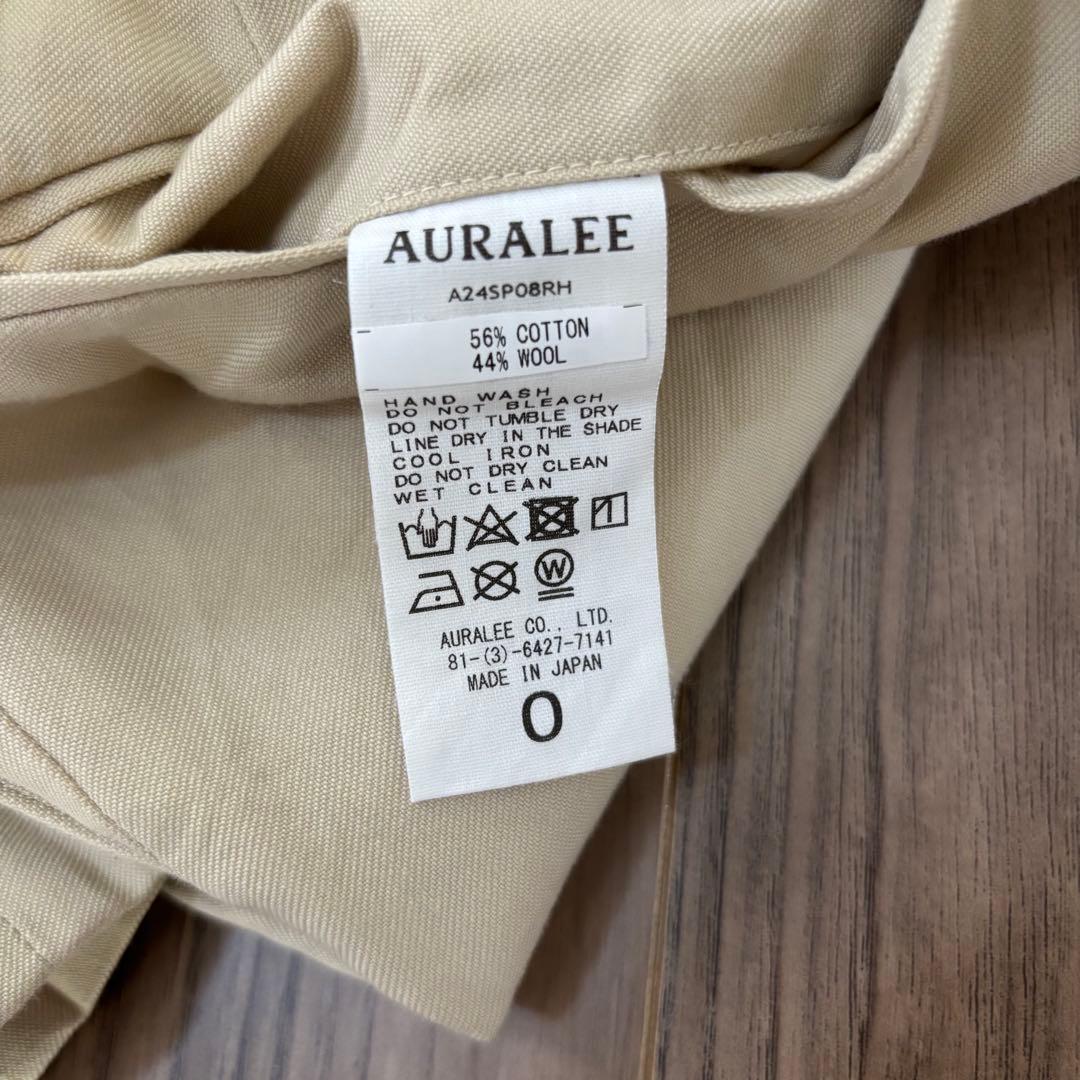 AURALEE
A24SP08RH
56% COTTON
44% WOOL
HAND WASH
DO NOT BLEACH
DO NOT TUMBLE DRY
LINE DRY IN THE SHADE
COOL IRON
DO NOT DRY CLEAN
WET CLEAN
W
AURALEE CO., LTD.
81-(3)-6427-7141
MADE IN JAPAN
0